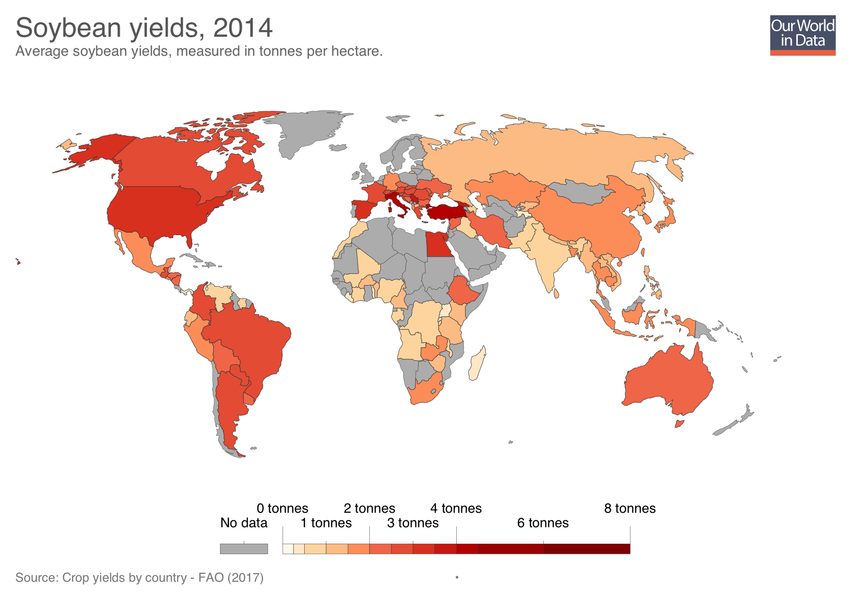 Soybean yields, 2014
Average soybean yields, measured in tonnes per hectare.
Our World
in Data
0 tonnes 2 tonnes 4 tonnes 8 tonnes
No data 1 tonnes 3 tonnes 6 tonnes
Source: Crop yields by country - FAO (2017)